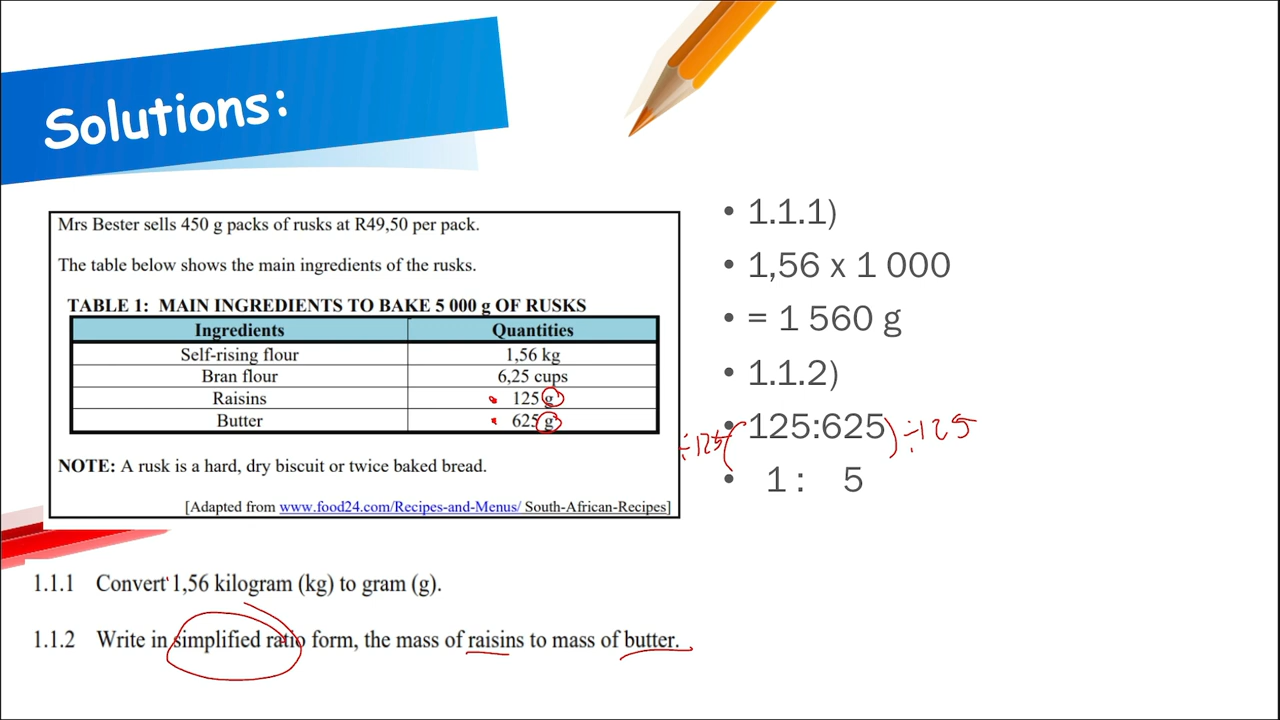 Solutions:
Mrs Bester sells 450 g packs of rusks at R49,50 per pack.
The table below shows the main ingredients of the rusks.
TABLE 1: MAIN INGREDIENTS TO BAKE 5 000 g OF RUSKS
Ingredients Quantities
Self-rising flour 1,56 kg
Bran flour 6,25 cups
Raisins 125 g
Butter 625 g
NOTE: A rusk is a hard, dry biscuit or twice baked bread.
[Adapted from www.food24.com/Recipes-and-Menus/ South-African-Recipes]
1.1.1 Convert 1,56 kilogram (kg) to gram (g).
1.1.2 Write in simplified ratio form, the mass of raisins to mass of butter.
• 1.1.1)
• 1,56 x 1 000
• = 1 560 g
• 1.1.2)
÷125 ( • 125:625 ) ÷125
• 1 : 5